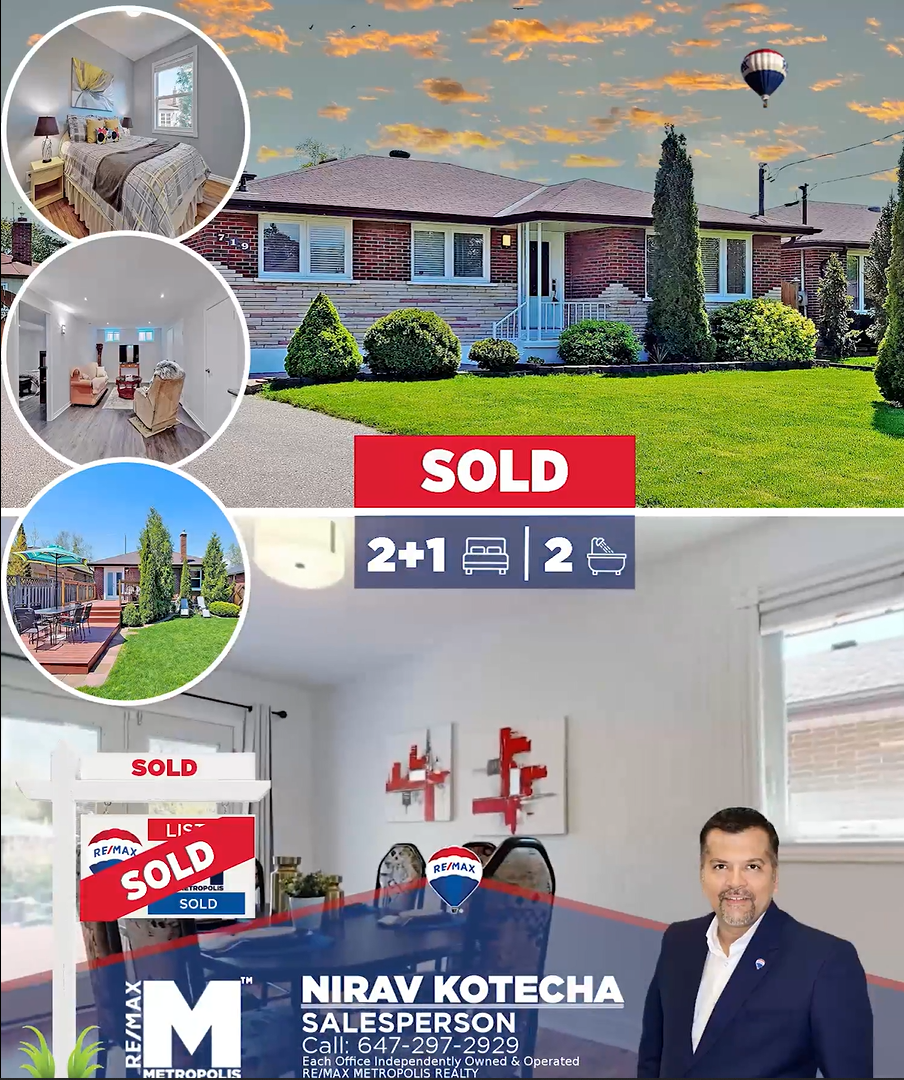 719
SOLD
2+1
2
SOLD
LIST
RE/MAX
SOLD
METROPOLIS
SOLD
RE/MAX
RE/MAX
M™
METROPOLIS
NIRAV KOTECHA
SALESPERSON
Call: 647-297-2929
Each Office Independently Owned & Operated
RE/MAX METROPOLIS REALTY